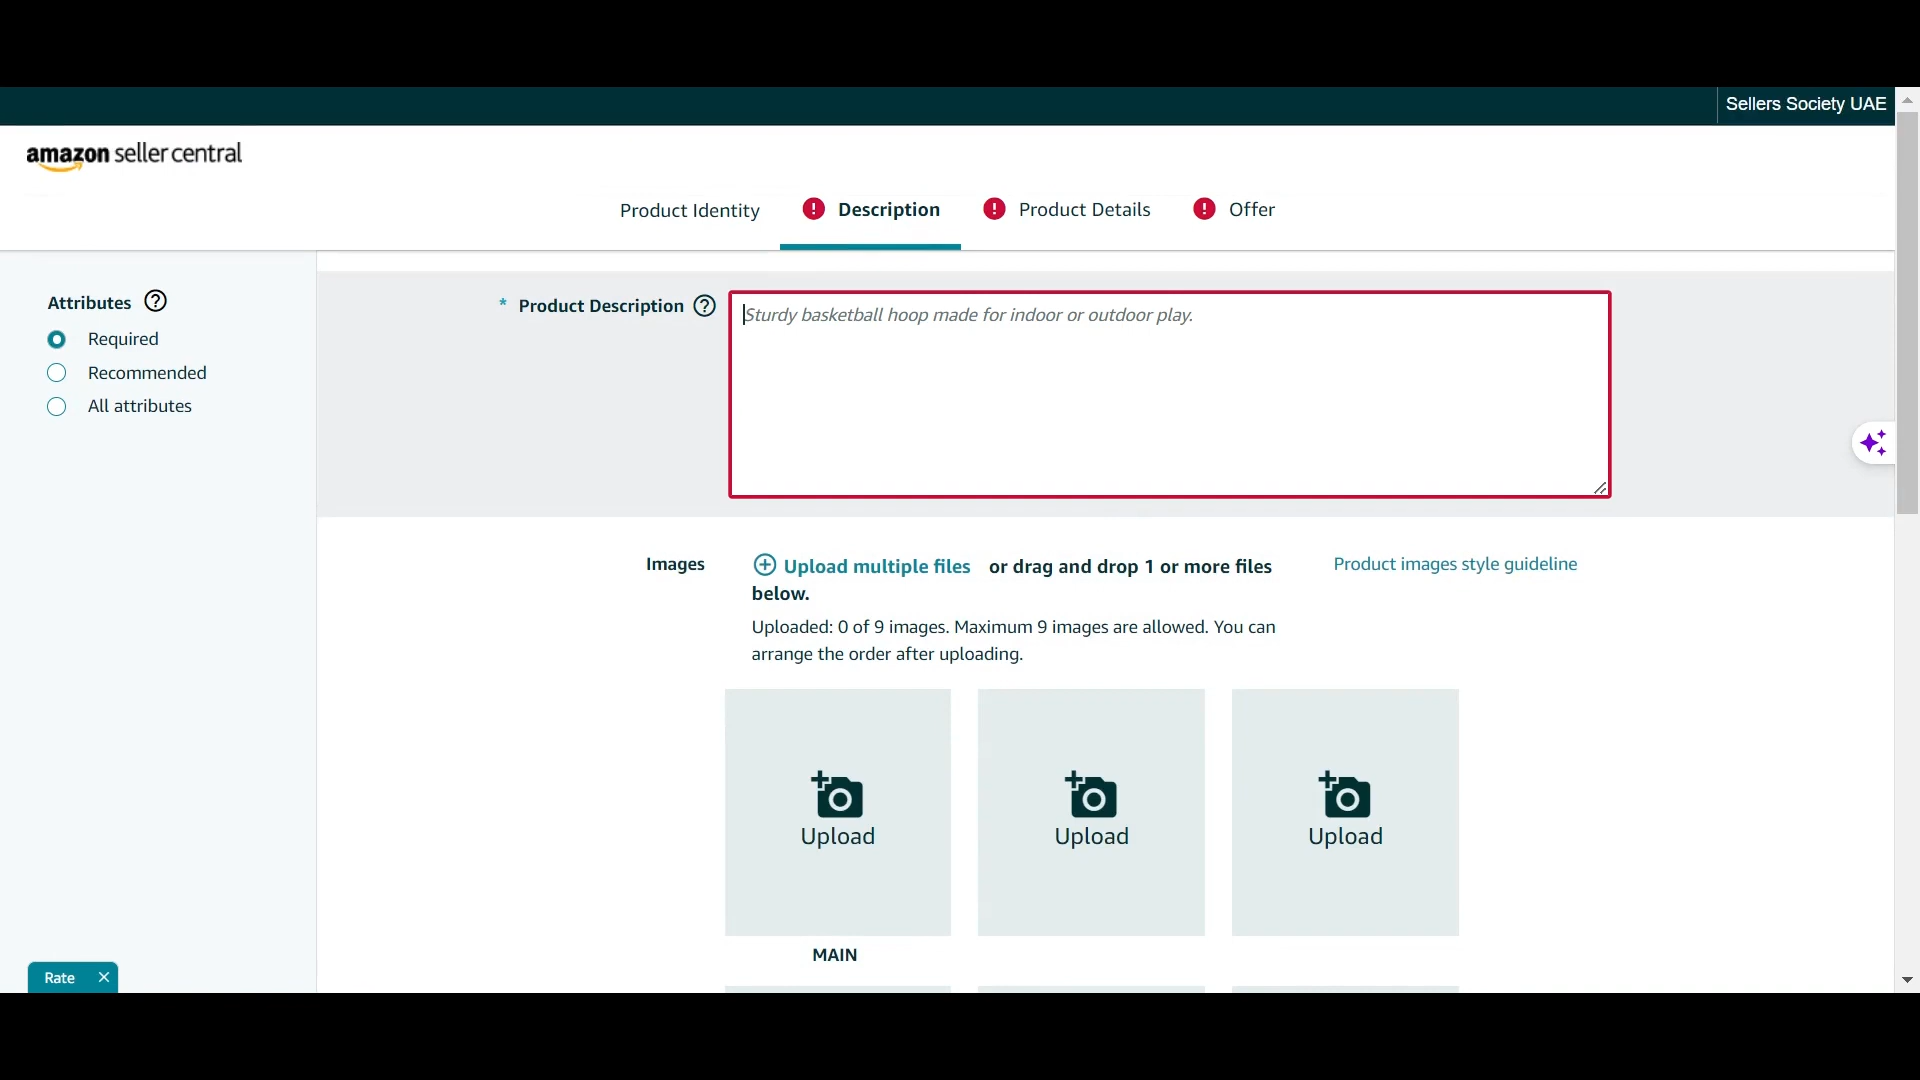 Sellers Society UAE
amazon seller central
Product Identity
! Description
! Product Details
! Offer
Attributes ?
Required
Recommended
All attributes
* Product Description ?
Sturdy basketball hoop made for indoor or outdoor play.
Images
Upload multiple files or drag and drop 1 or more files
below.
Product images style guideline
Uploaded: 0 of 9 images. Maximum 9 images are allowed. You can
arrange the order after uploading.
Upload
Upload
Upload
MAIN
Rate ×